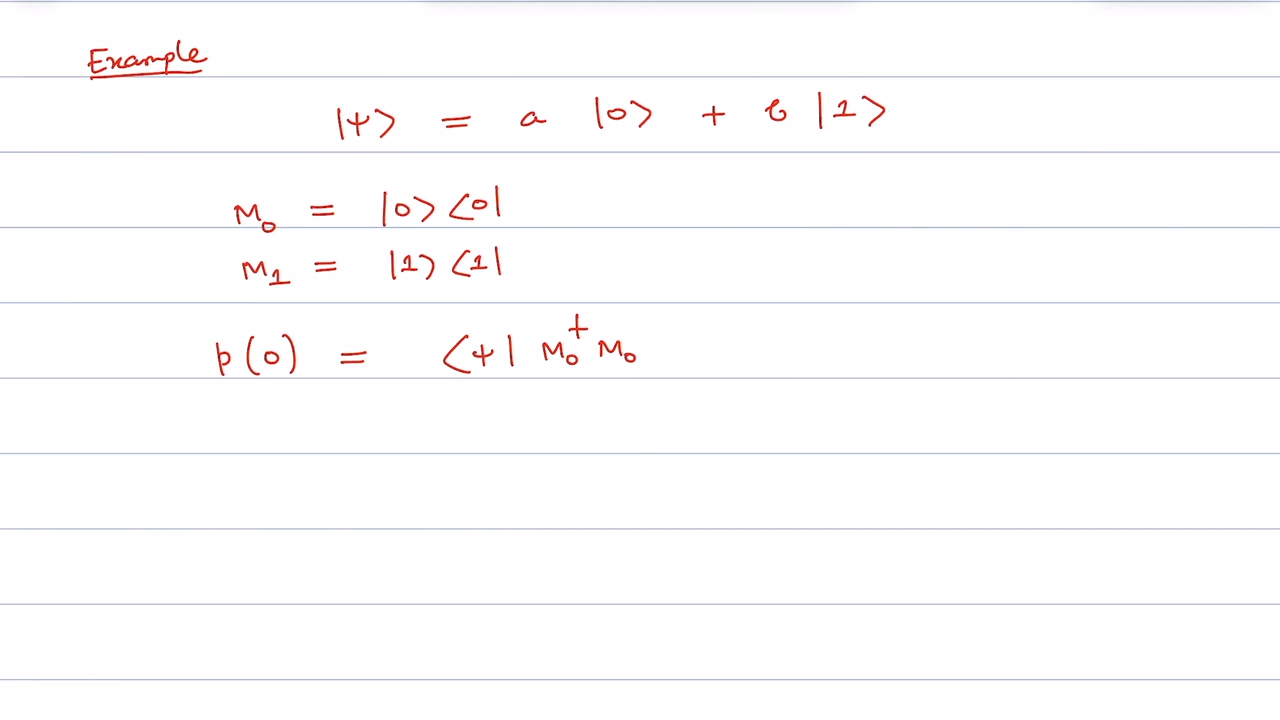 Example
|ψ> = a |0> + b |1>
M₀ = |0> <0|
M₁ = |1> <1|
p(0) = <ψ| M₀† M₀